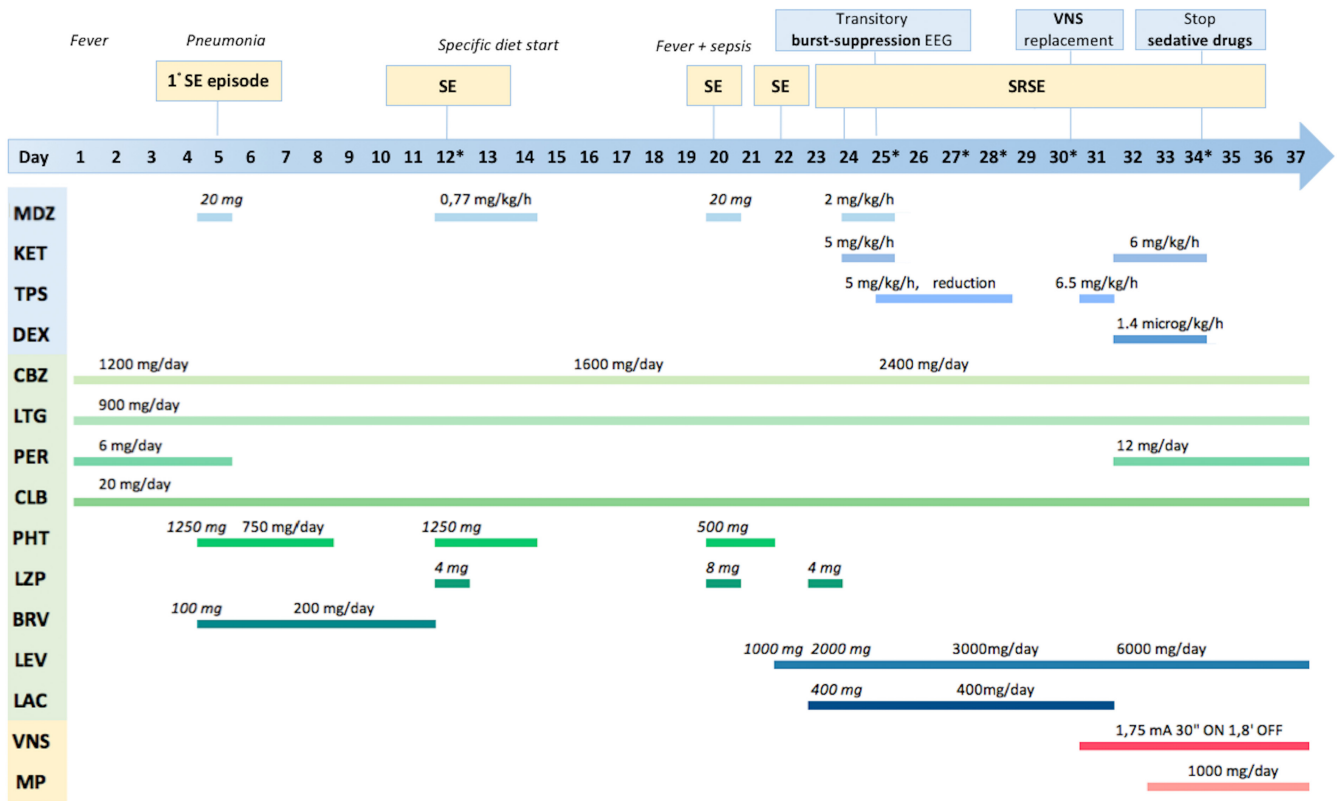 Transitory
burst-suppression EEG
VNS
replacement
Stop
sedative drugs
Fever
Pneumonia
Specific diet start
Fever + sepsis
1° SE episode
SE
SE
SE
SRSE
Day 1 2 3 4 5 6 7 8 9 10 11 12* 13 14 15 16 17 18 19 20 21 22 23 24 25* 26 27* 28* 29 30* 31 32 33 34* 35 36 37
MDZ 20 mg 0,77 mg/kg/h 20 mg 2 mg/kg/h
KET 5 mg/kg/h 6 mg/kg/h
TPS 5 mg/kg/h, reduction 6.5 mg/kg/h
DEX 1.4 microg/kg/h
CBZ 1200 mg/day 1600 mg/day 2400 mg/day
LTG 900 mg/day
PER 6 mg/day 12 mg/day
CLB 20 mg/day
PHT 1250 mg 750 mg/day 1250 mg 500 mg
LZP 4 mg 8 mg 4 mg
BRV 100 mg 200 mg/day
LEV 1000 mg 2000 mg 3000mg/day 6000 mg/day
LAC 400 mg 400mg/day
VNS 1,75 mA 30" ON 1,8' OFF
MP 1000 mg/day